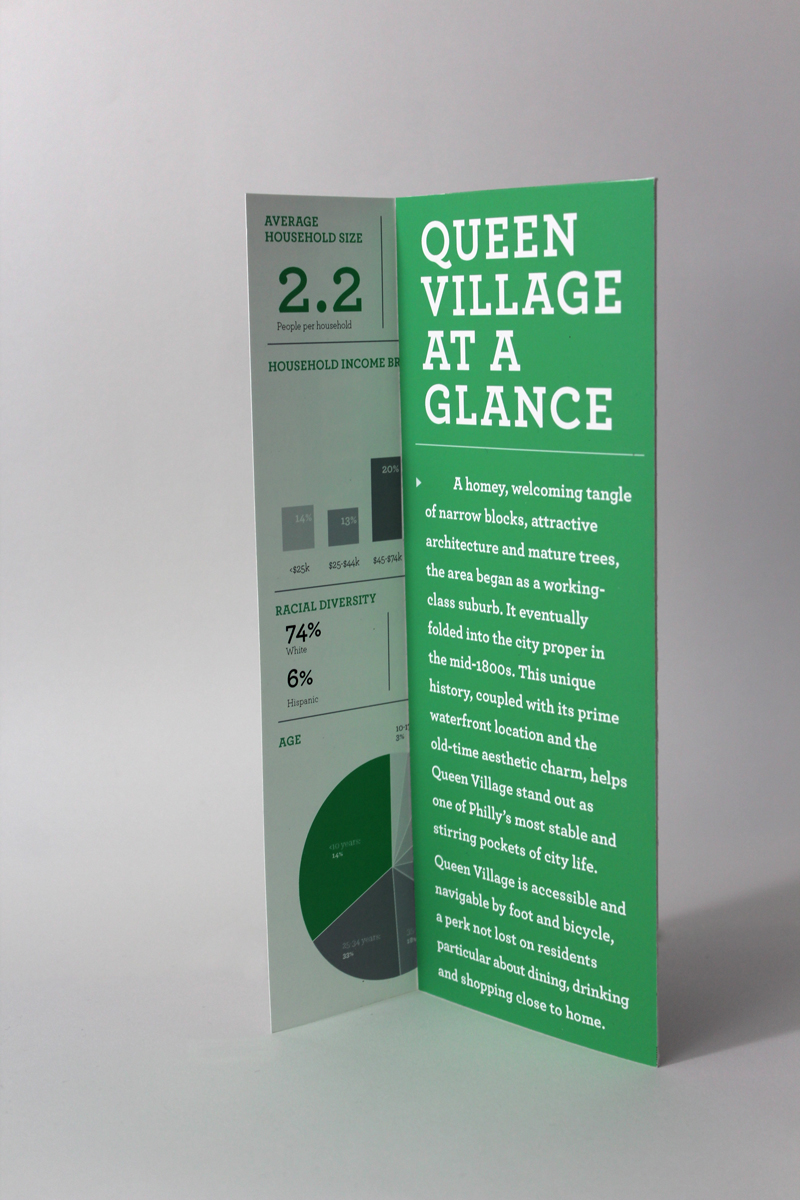 AVERAGE
HOUSEHOLD SIZE
2.2
People per household
HOUSEHOLD INCOME BR
14%
13%
20%
<$25k
$25-$44k
$45-$74k
RACIAL DIVERSITY
74%
White
6%
Hispanic
AGE
3%
14%
25-34 years:
22%
QUEEN
VILLAGE
AT A
GLANCE
A homey, welcoming tangle
of narrow blocks, attractive
architecture and mature trees,
the area began as a working-
class suburb. It eventually
folded into the city proper in
the mid-1800s. This unique
history, coupled with its prime
waterfront location and the
old-time aesthetic charm, helps
Queen Village stand out as
one of Philly's most stable and
stirring pockets of city life.
Queen Village is accessible and
navigable by foot and bicycle,
a perk not lost on residents
particular about dining, drinking
and shopping close to home.